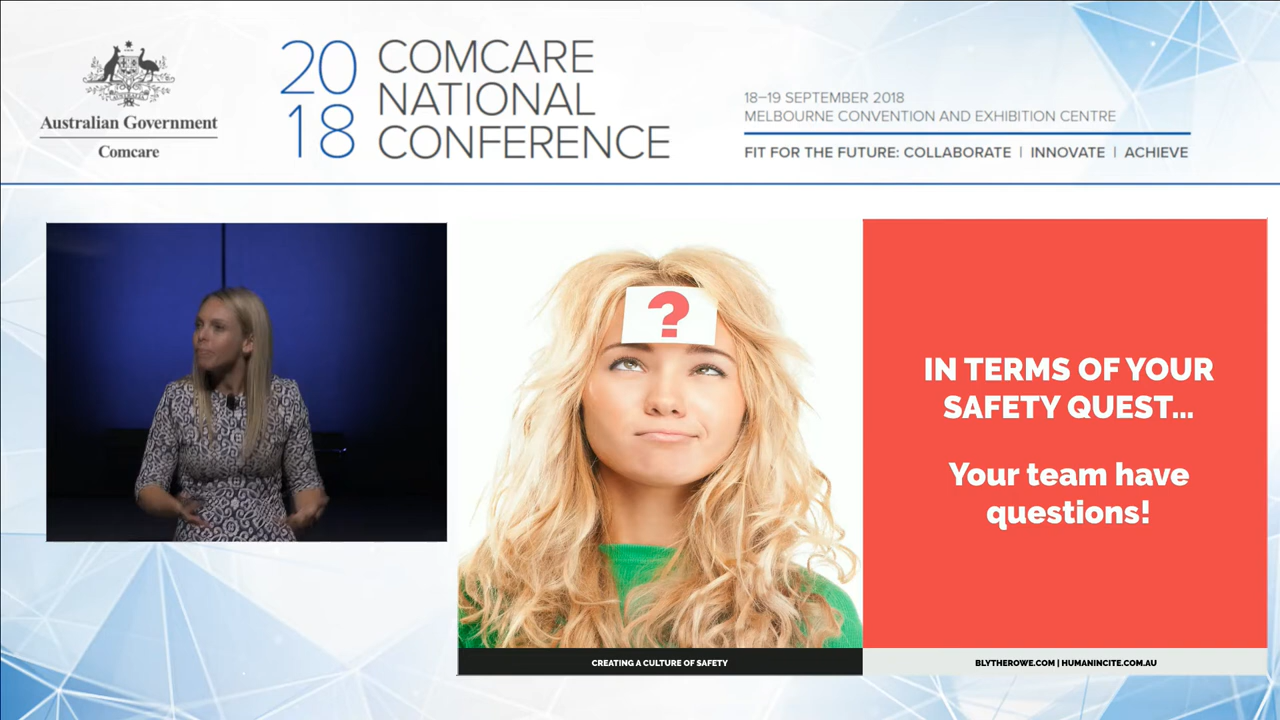 Australian Government
Comcare
20
18
COMCARE
NATIONAL
CONFERENCE
18–19 SEPTEMBER 2018
MELBOURNE CONVENTION AND EXHIBITION CENTRE
FIT FOR THE FUTURE: COLLABORATE | INNOVATE | ACHIEVE
?
IN TERMS OF YOUR
SAFETY QUEST...
Your team have
questions!
CREATING A CULTURE OF SAFETY
BLYTHEROWE.COM | HUMANINCITE.COM.AU